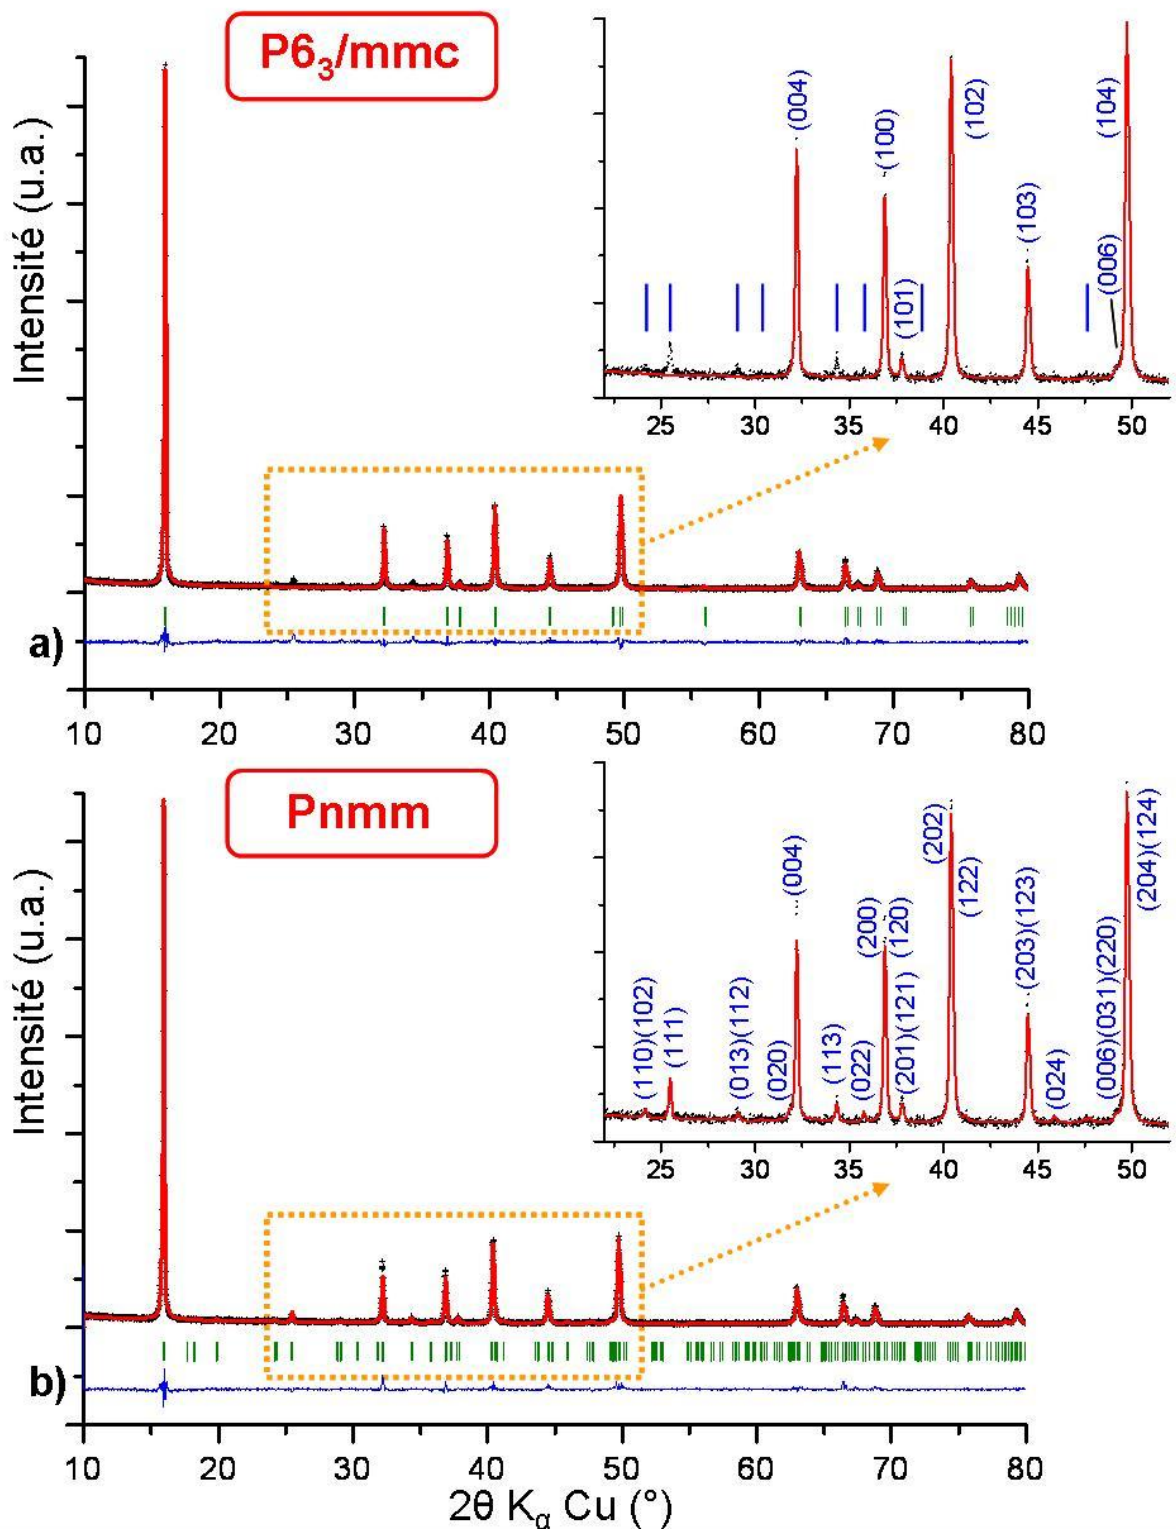 P6₃/mmc
Intensité (u.a.)
(004)
(100)
(101)
(102)
(103)
(006)
(104)
25 30 35 40 45 50
a)
10 20 30 40 50 60 70 80
Pnmm
Intensité (u.a.)
(110)(102)
(111)
(013)(112)
(020)
(004)
(113)
(022)
(200)
(120)
(201)(121)
(202)
(122)
(203)(123)
(024)
(006)(031)(220)
(204)(124)
25 30 35 40 45 50
b)
10 20 30 40 50 60 70 80
2θ Kα Cu (°)